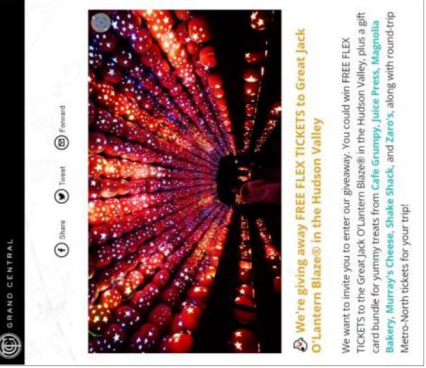 GRAND CENTRAL
Share Tweet Forward
We're giving away FREE FLEX TICKETS to Great Jack
O'Lantern Blaze® in the Hudson Valley
We want to invite you to enter our giveaway. You could win FREE FLEX
TICKETS to the Great Jack O'Lantern Blaze® in the Hudson Valley, plus a gift
card bundle for yummy treats from Cafe Grumpy, Juice Press, Magnolia
Bakery, Murray's Cheese, Shake Shack, and Zaro's, along with round-trip
Metro-North tickets for your trip!